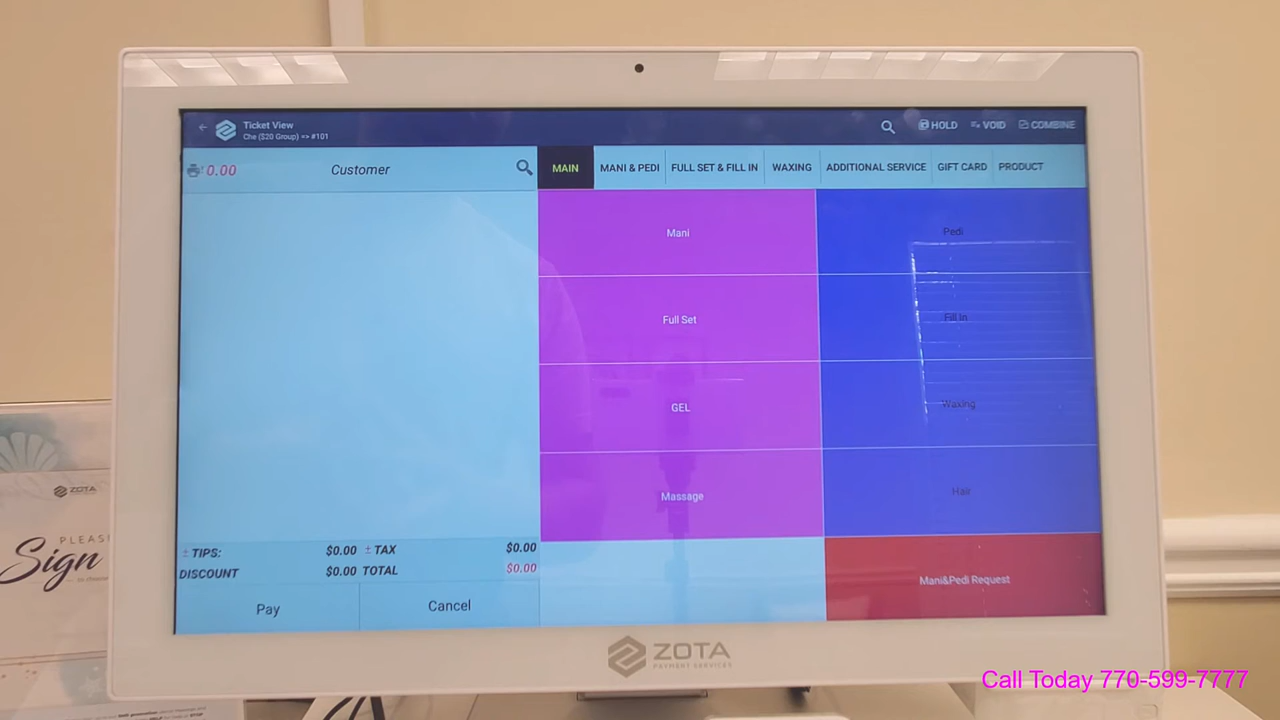 Ticket View
Che ($20 Group) => #101
HOLD VOID COMBINE
0.00 Customer
MAIN MANI & PEDI FULL SET & FILL IN WAXING ADDITIONAL SERVICE GIFT CARD PRODUCT
Mani Pedi
Full Set Fill In
GEL Waxing
Massage Hair
Mani&Pedi Request
± TIPS: $0.00 ± TAX $0.00
DISCOUNT $0.00 TOTAL $0.00
Pay Cancel
ZOTA
PAYMENT SERVICES
ZOTA
PLEAS
Sign
Call Today 770-599-7777